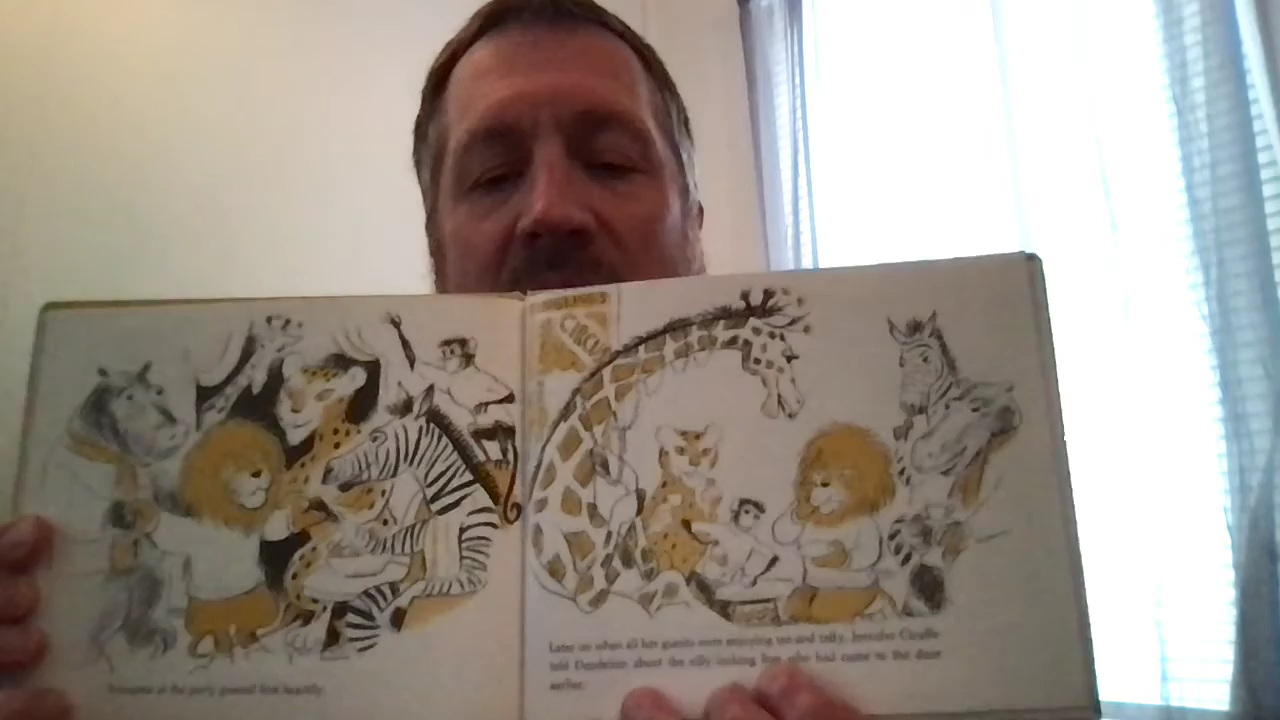 Everyone at the party greeted him heartily.
CIRCU
Later on when all her guests were enjoying tea and taffy, Jennifer Giraffe
told Dandelion about the silly looking lion who had come to the door
earlier.